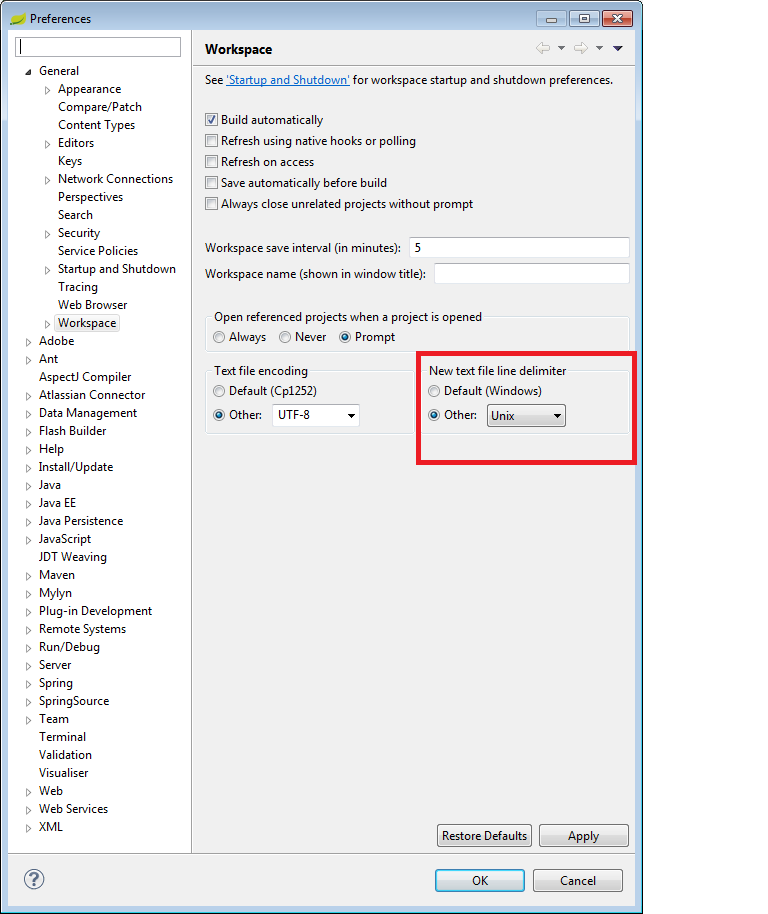 Preferences
General
Appearance
Compare/Patch
Content Types
Editors
Keys
Network Connections
Perspectives
Search
Security
Service Policies
Startup and Shutdown
Tracing
Web Browser
Workspace
Adobe
Ant
AspectJ Compiler
Atlassian Connector
Data Management
Flash Builder
Help
Install/Update
Java
Java EE
Java Persistence
JavaScript
JDT Weaving
Maven
Mylyn
Plug-in Development
Remote Systems
Run/Debug
Server
Spring
SpringSource
Team
Terminal
Validation
Visualiser
Web
Web Services
XML
Workspace
See 'Startup and Shutdown' for workspace startup and shutdown preferences.
Build automatically
Refresh using native hooks or polling
Refresh on access
Save automatically before build
Always close unrelated projects without prompt
Workspace save interval (in minutes): 5
Workspace name (shown in window title):
Open referenced projects when a project is opened
Always Never Prompt
Text file encoding
Default (Cp1252)
Other: UTF-8
New text file line delimiter
Default (Windows)
Other: Unix
Restore Defaults Apply
? OK Cancel